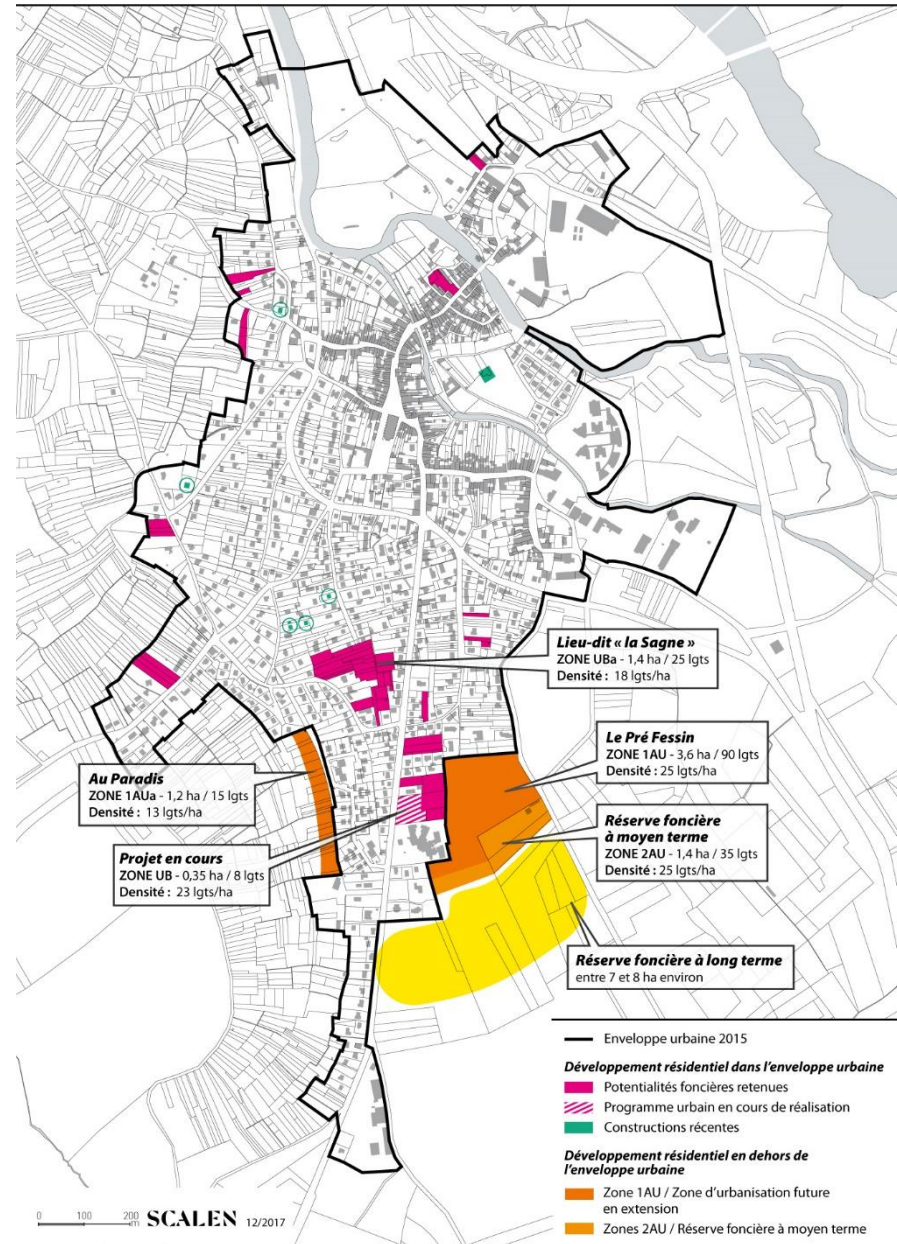 Lieu-dit « la Sagne »
ZONE UBa - 1,4 ha / 25 lgts
Densité : 18 lgts/ha
Le Pré Fessin
ZONE 1AU - 3,6 ha / 90 lgts
Densité : 25 lgts/ha
Au Paradis
ZONE 1AUa - 1,2 ha / 15 lgts
Densité : 13 lgts/ha
Réserve foncière
à moyen terme
ZONE 2AU - 1,4 ha / 35 lgts
Densité : 25 lgts/ha
Projet en cours
ZONE UB - 0,35 ha / 8 lgts
Densité : 23 lgts/ha
Réserve foncière à long terme
entre 7 et 8 ha environ
Enveloppe urbaine 2015
Développement résidentiel dans l'enveloppe urbaine
Potentialités foncières retenues
Programme urbain en cours de réalisation
Constructions récentes
Développement résidentiel en dehors de
l'enveloppe urbaine
Zone 1AU / Zone d'urbanisation future
en extension
Zones 2AU / Réserve foncière à moyen terme
0 100 200 m
SCALEN 12/2017